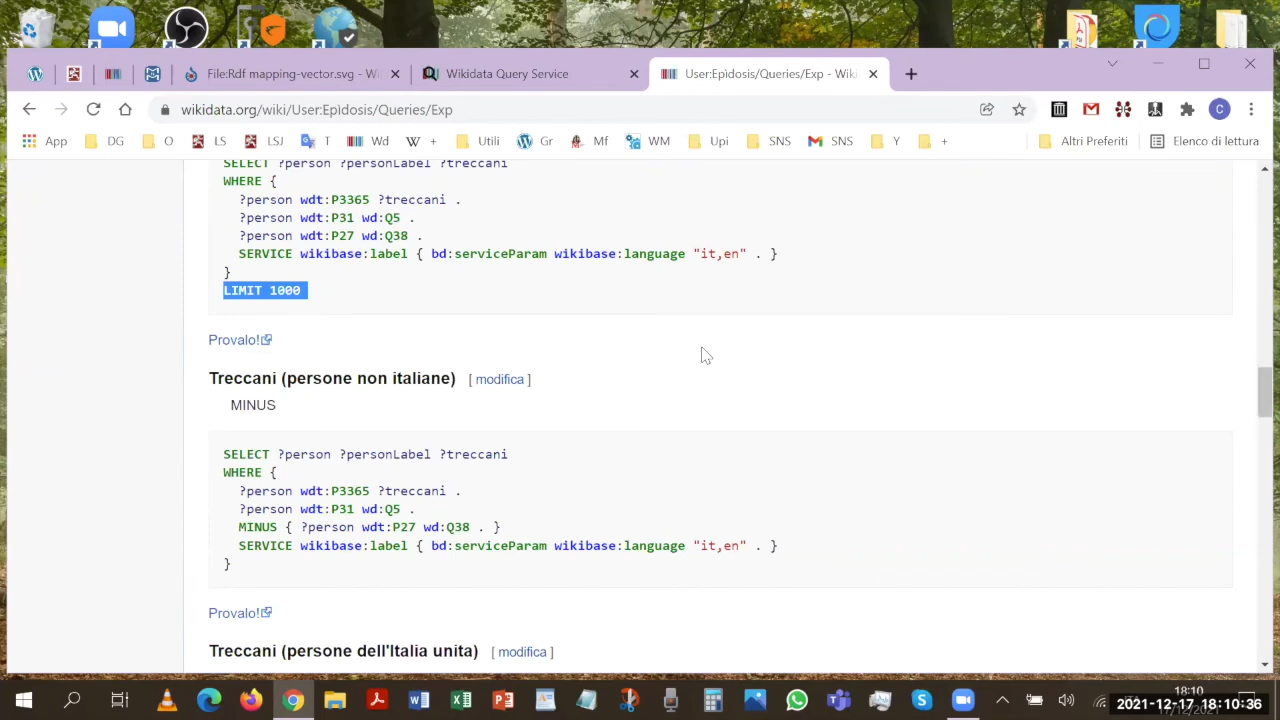 File:Rdf mapping-vector.svg - Wi
Wikidata Query Service
User:Epìdosis/Queries/Exp - Wiki
wikidata.org/wiki/User:Epìdosis/Queries/Exp
C
App DG O LS LSJ T Wd + Utili Gr Mf WM Upi SNS SNS Y + Altri Preferiti Elenco di lettura
SELECT ?person ?personLabel ?treccani
WHERE {
?person wdt:P3365 ?treccani .
?person wdt:P31 wd:Q5 .
?person wdt:P27 wd:Q38 .
SERVICE wikibase:label { bd:serviceParam wikibase:language "it,en" . }
}
LIMIT 1000
Provalo!
Treccani (persone non italiane) [ modifica ]
MINUS
SELECT ?person ?personLabel ?treccani
WHERE {
?person wdt:P3365 ?treccani .
?person wdt:P31 wd:Q5 .
MINUS { ?person wdt:P27 wd:Q38 . }
SERVICE wikibase:label { bd:serviceParam wikibase:language "it,en" . }
}
Provalo!
Treccani (persone dell'Italia unita) [ modifica ]
18:10
2021-12-17 18:10:36